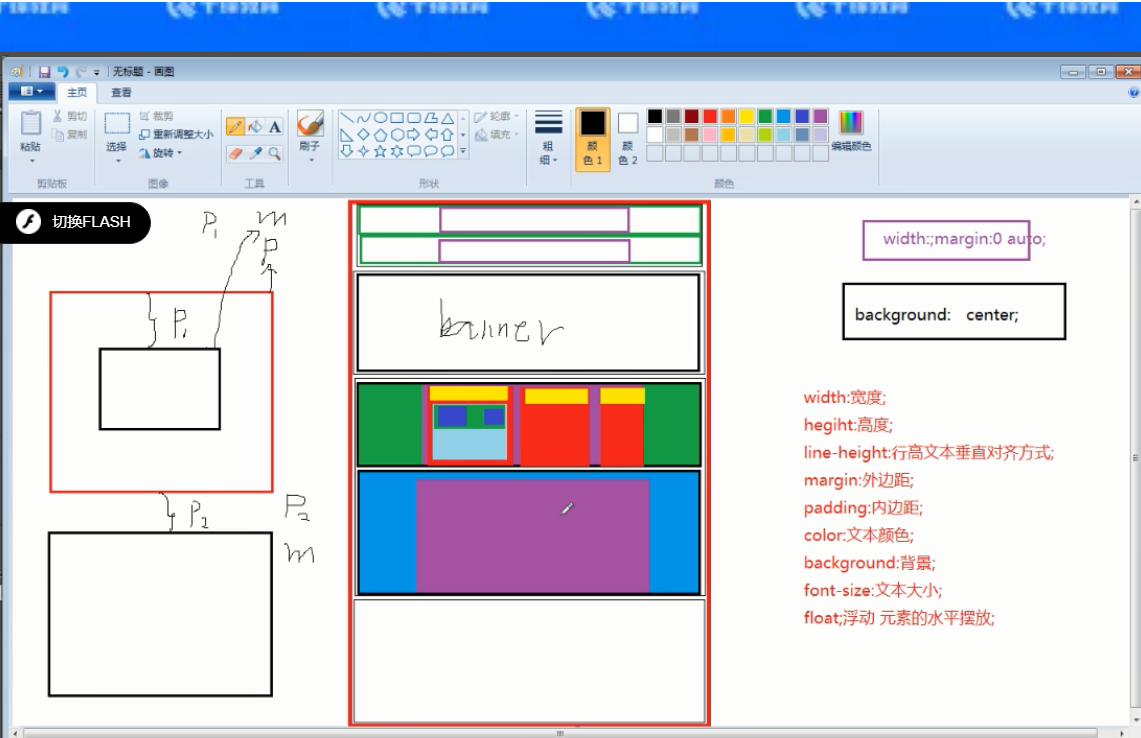 无标题 - 画图
主页 查看
粘贴
剪切
复制
剪贴板
选择
裁剪
重新调整大小
旋转
图像
A
工具
刷子
轮廓
填充
形状
粗
细
颜
色 1
颜
色 2
编辑颜色
颜色
切换FLASH
P1 m
P
P1
P2
P2
m
banner
width:;margin:0 auto;
background: center;
width:宽度;
hegiht:高度;
line-height:行高文本垂直对齐方式;
margin:外边距;
padding:内边距;
color:文本颜色;
background:背景;
font-size:文本大小;
float;浮动 元素的水平摆放;